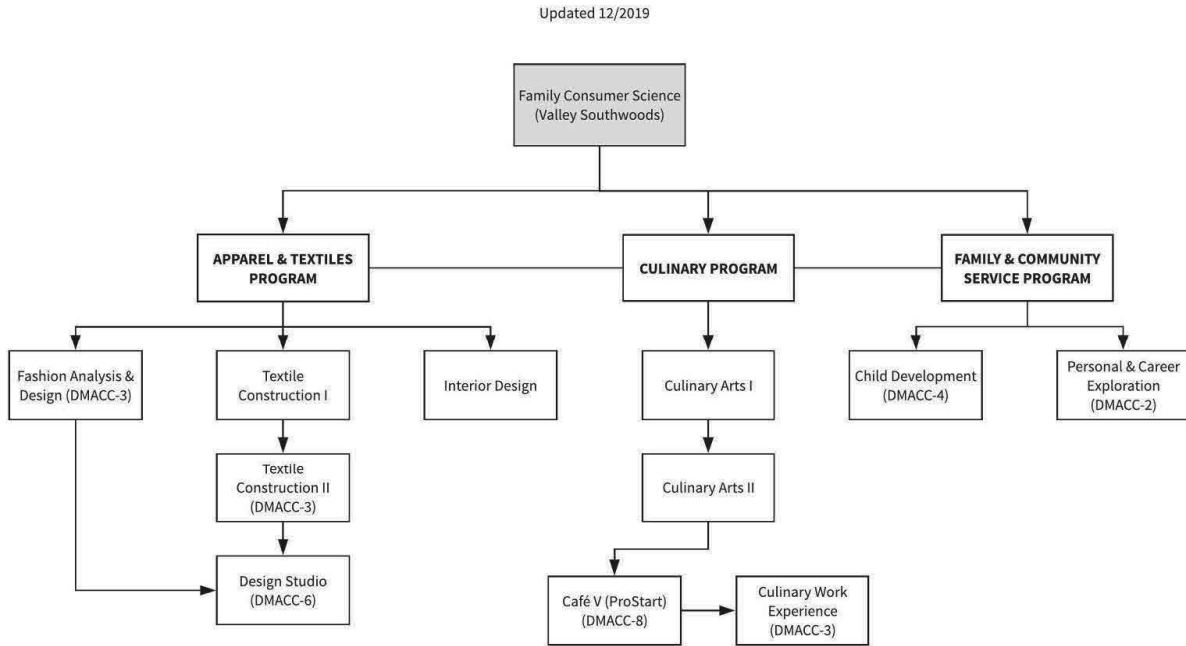 Updated 12/2019
Family Consumer Science
(Valley Southwoods)
APPAREL & TEXTILES
PROGRAM
CULINARY PROGRAM
FAMILY & COMMUNITY
SERVICE PROGRAM
Fashion Analysis &
Design (DMACC-3)
Textile
Construction I
Interior Design
Culinary Arts I
Child Development
(DMACC-4)
Personal & Career
Exploration
(DMACC-2)
Textile
Construction II
(DMACC-3)
Culinary Arts II
Design Studio
(DMACC-6)
Café V (ProStart)
(DMACC-8)
Culinary Work
Experience
(DMACC-3)